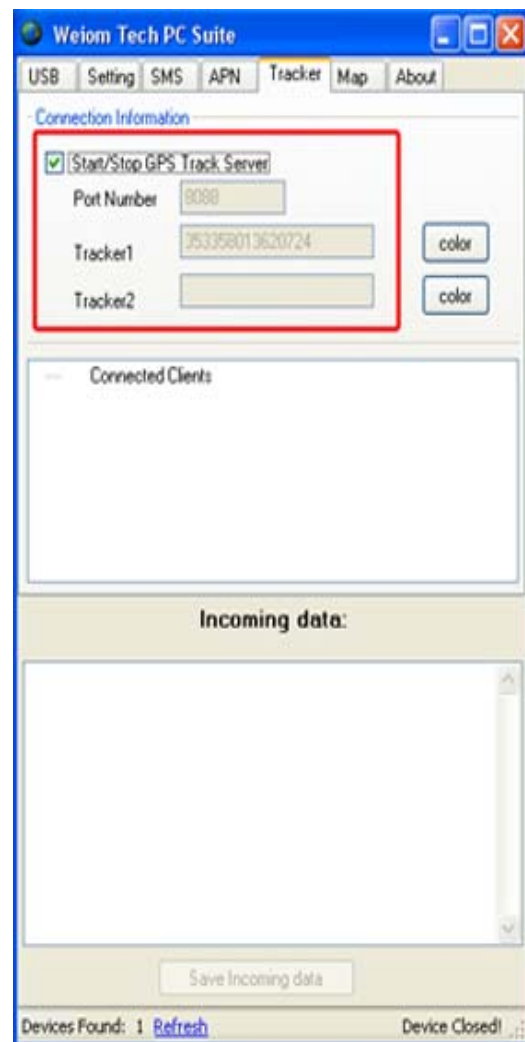 Weiom Tech PC Suite
USB Setting SMS APN Tracker Map About
Connection Information
Start/Stop GPS Track Server
Port Number 8088
Tracker1 353358013620724 color
Tracker2 color
Connected Clients
Incoming data:
Save Incoming data
Devices Found: 1 Refresh Device Closed!